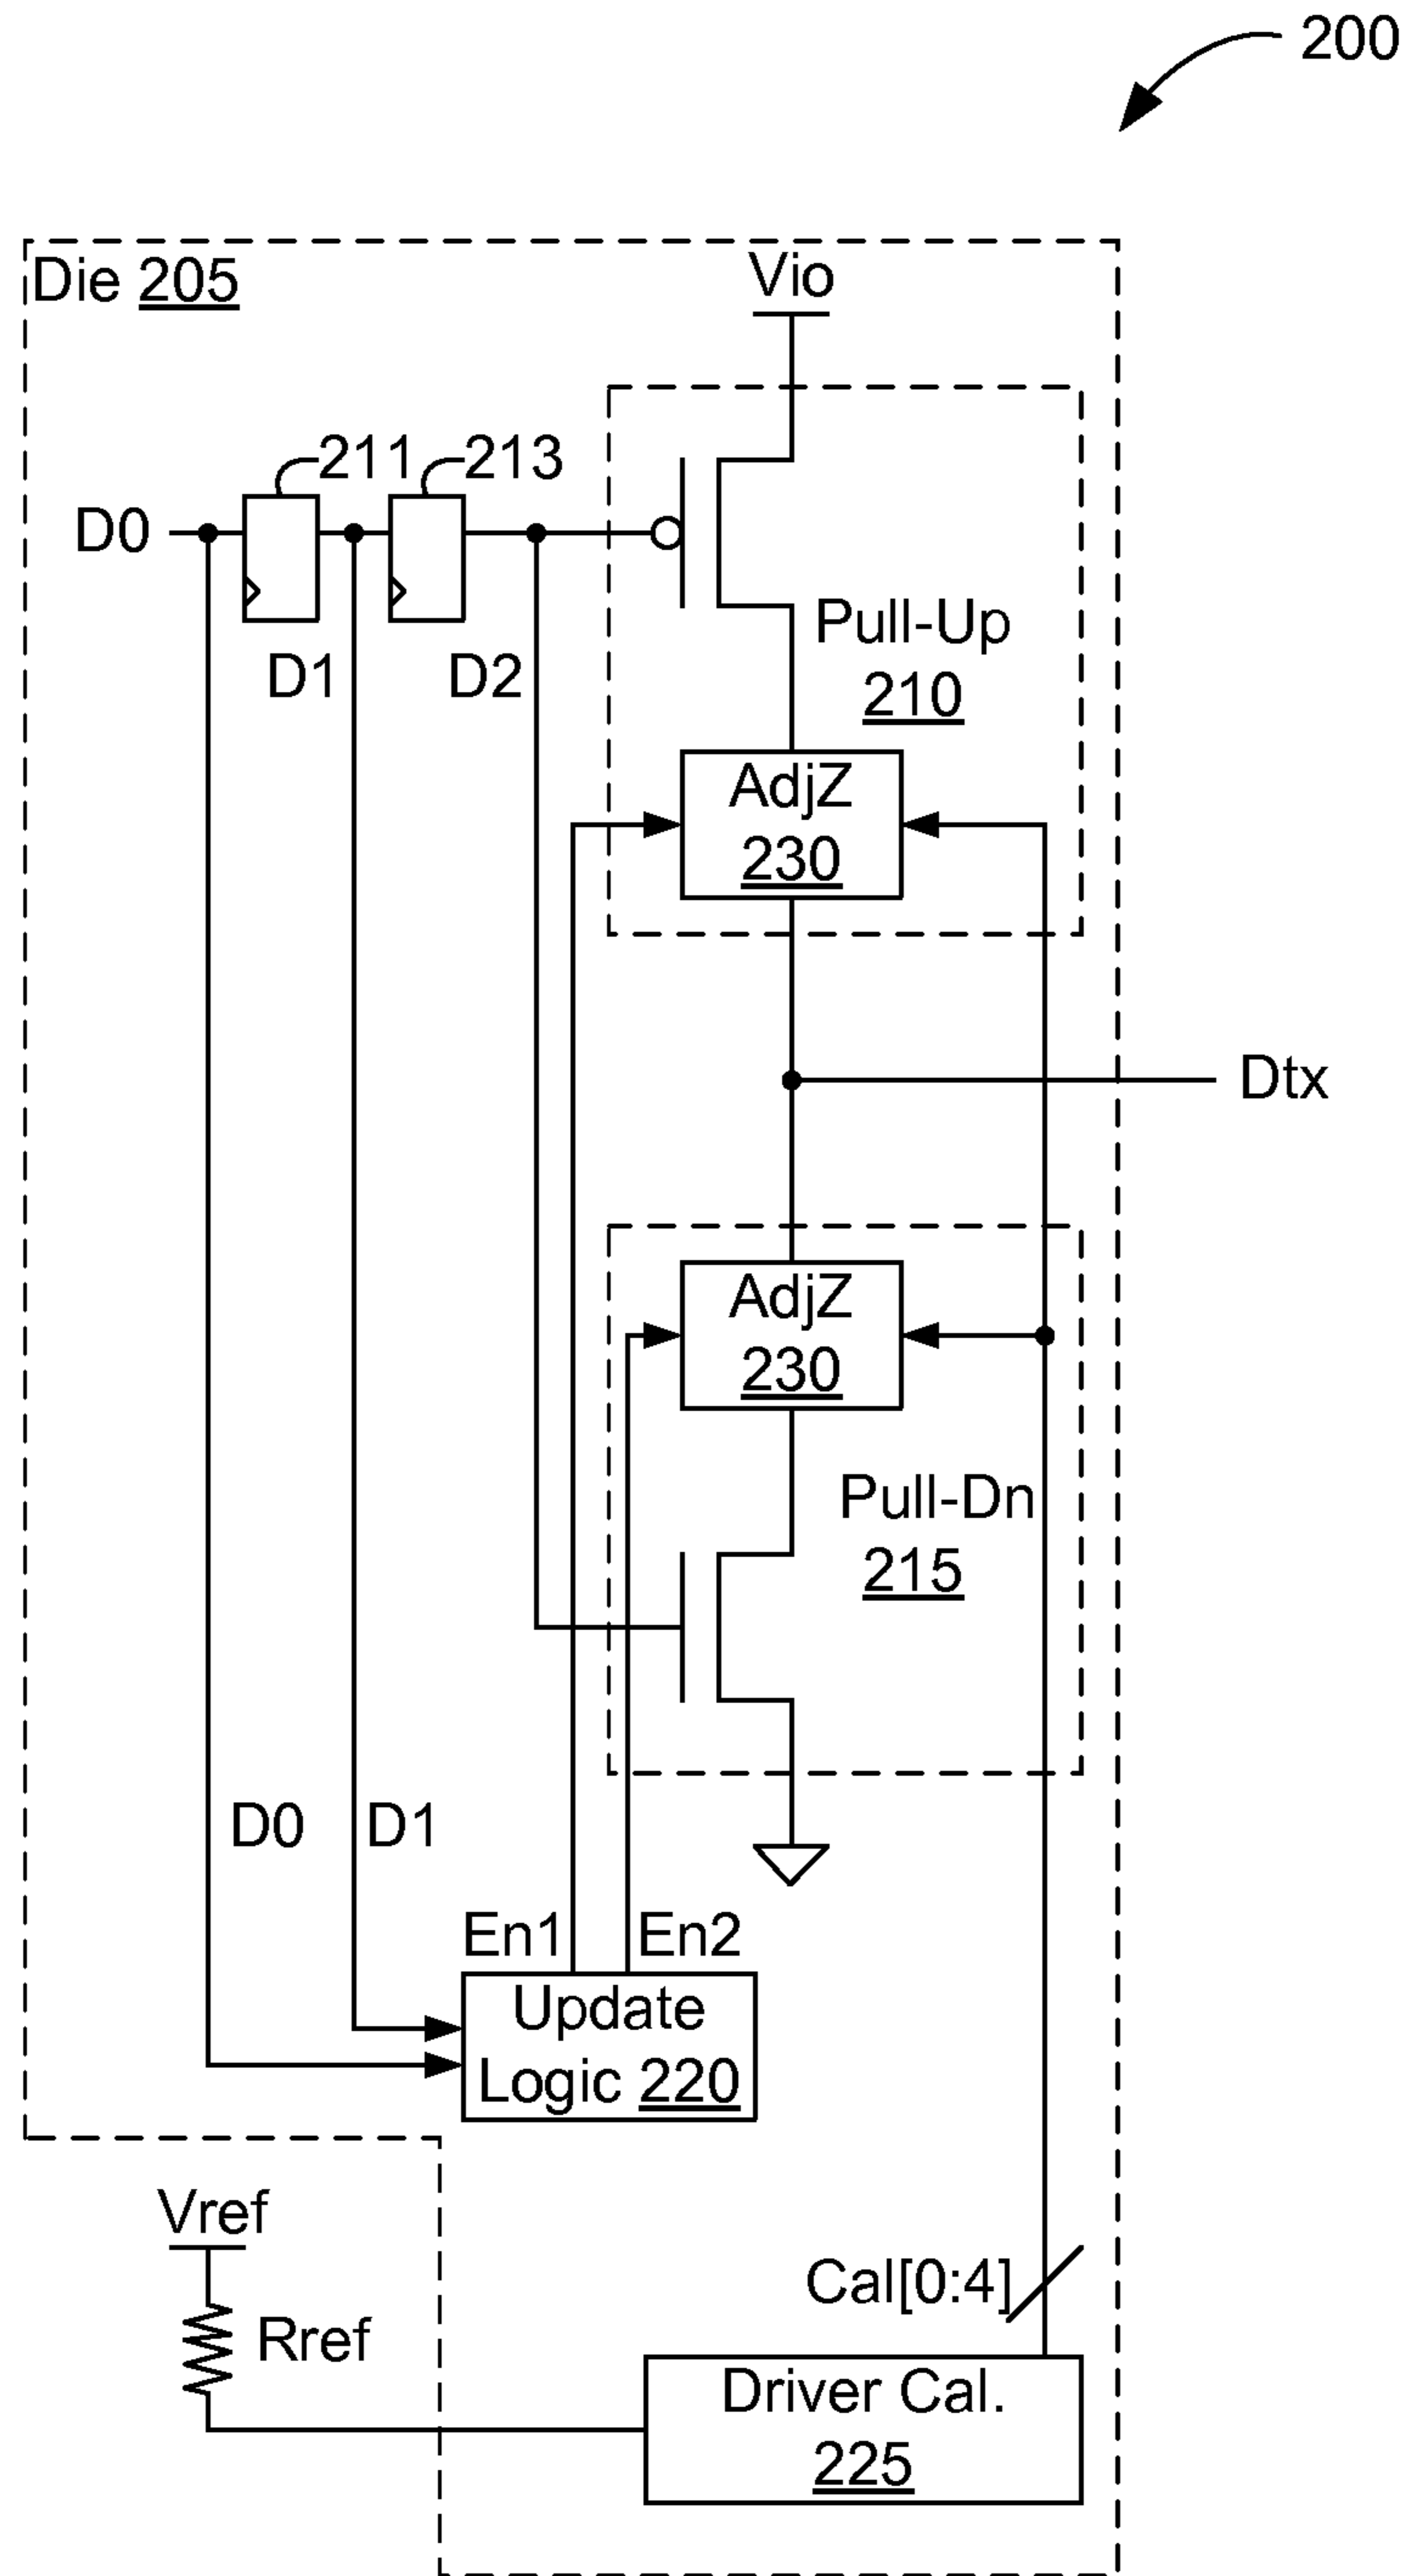 200
Die 205
Vio
211
213
D0
D1
D2
Pull-Up
210
AdjZ
230
Dtx
AdjZ
230
Pull-Dn
215
D0
D1
En1
En2
Update
Logic 220
Vref
Rref
Cal[0:4]
Driver Cal.
225